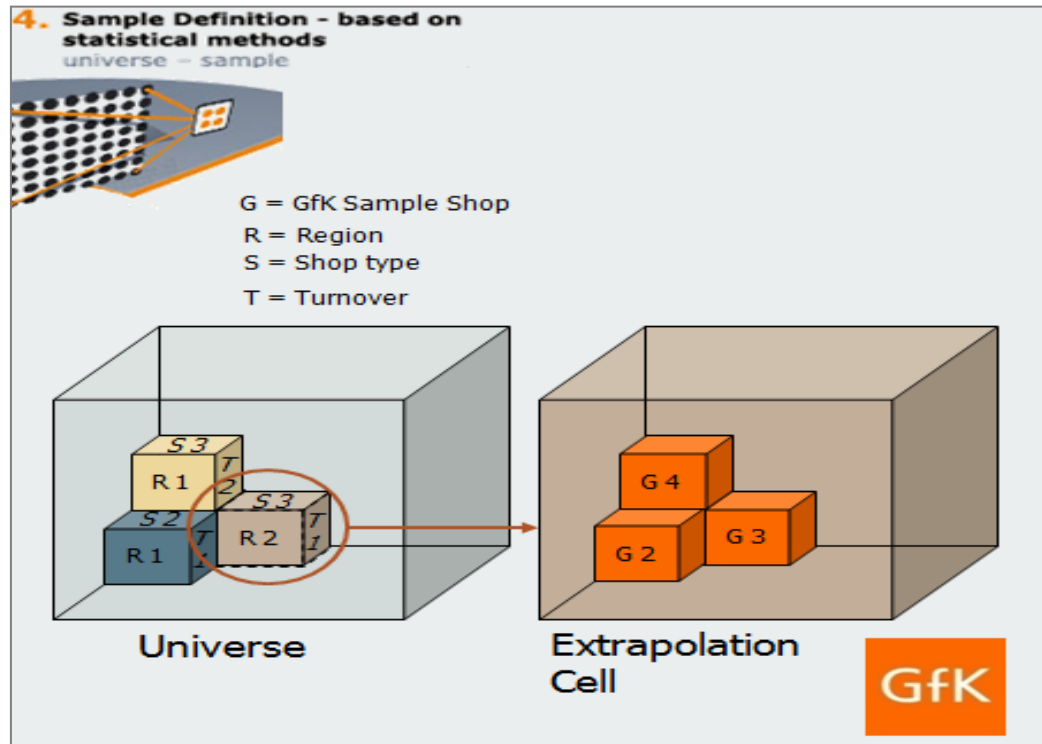 4. Sample Definition - based on
statistical methods
universe – sample
G = GfK Sample Shop
R = Region
S = Shop type
T = Turnover
S 3
R 1
T
2
S 2
R 1
T
1
S 3
R 2
T
1
G 4
G 2
G 3
Universe
Extrapolation
Cell
GfK